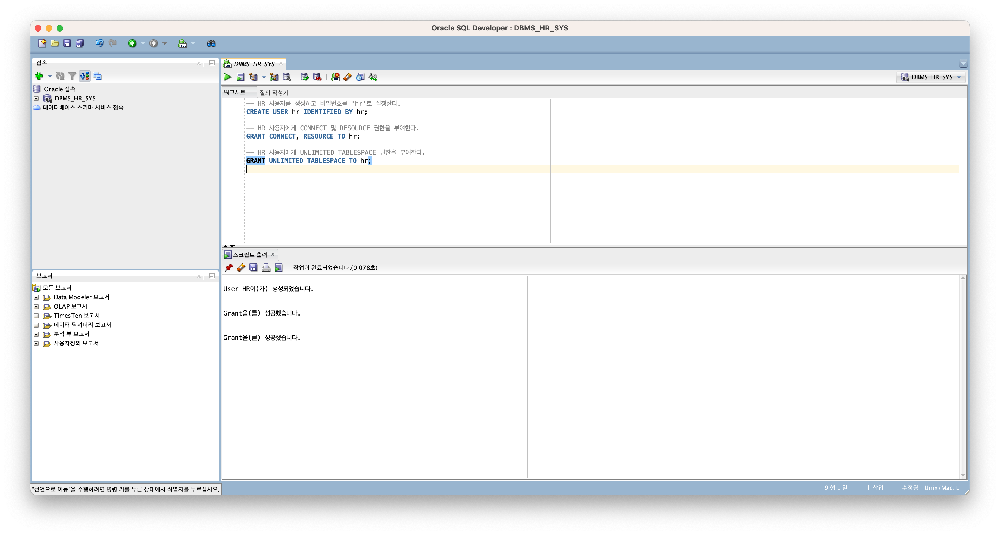 Oracle SQL Developer : DBMS_HR_SYS
접속
Oracle 접속
DBMS_HR_SYS
데이터베이스 스키마 서비스 접속
DBMS_HR_SYS
DBMS_HR_SYS
워크시트
질의 작성기
-- HR 사용자를 생성하고 비밀번호를 'hr'로 설정한다.
CREATE USER hr IDENTIFIED BY hr;
-- HR 사용자에게 CONNECT 및 RESOURCE 권한을 부여한다.
GRANT CONNECT, RESOURCE TO hr;
-- HR 사용자에게 UNLIMITED TABLESPACE 권한을 부여한다.
GRANT UNLIMITED TABLESPACE TO hr;
스크립트 출력
작업이 완료되었습니다.(0.078초)
User HR이(가) 생성되었습니다.
Grant을(를) 성공했습니다.
Grant을(를) 성공했습니다.
보고서
모든 보고서
Data Modeler 보고서
OLAP 보고서
TimesTen 보고서
데이터 딕셔너리 보고서
분석 뷰 보고서
사용자정의 보고서
"선언으로 이동"을 수행하려면 명령 키를 누른 상태에서 식별자를 누르십시오.
| 9 행 1 열 | 삽입 | 수정됨 | Unix/Mac: LI